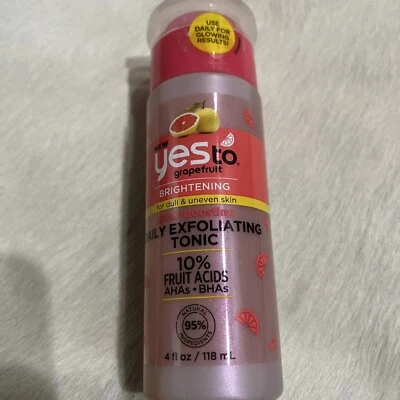 USE
DAILY FOR
GLOWING
RESULTS!
NEW
yes to
grapefruit
BRIGHTENING
for dull & uneven skin
DAILY EXFOLIATING
TONIC
10%
FRUIT ACIDS
AHAs • BHAs
NATURAL
95%
INGREDIENTS
4 fl oz / 118 mL